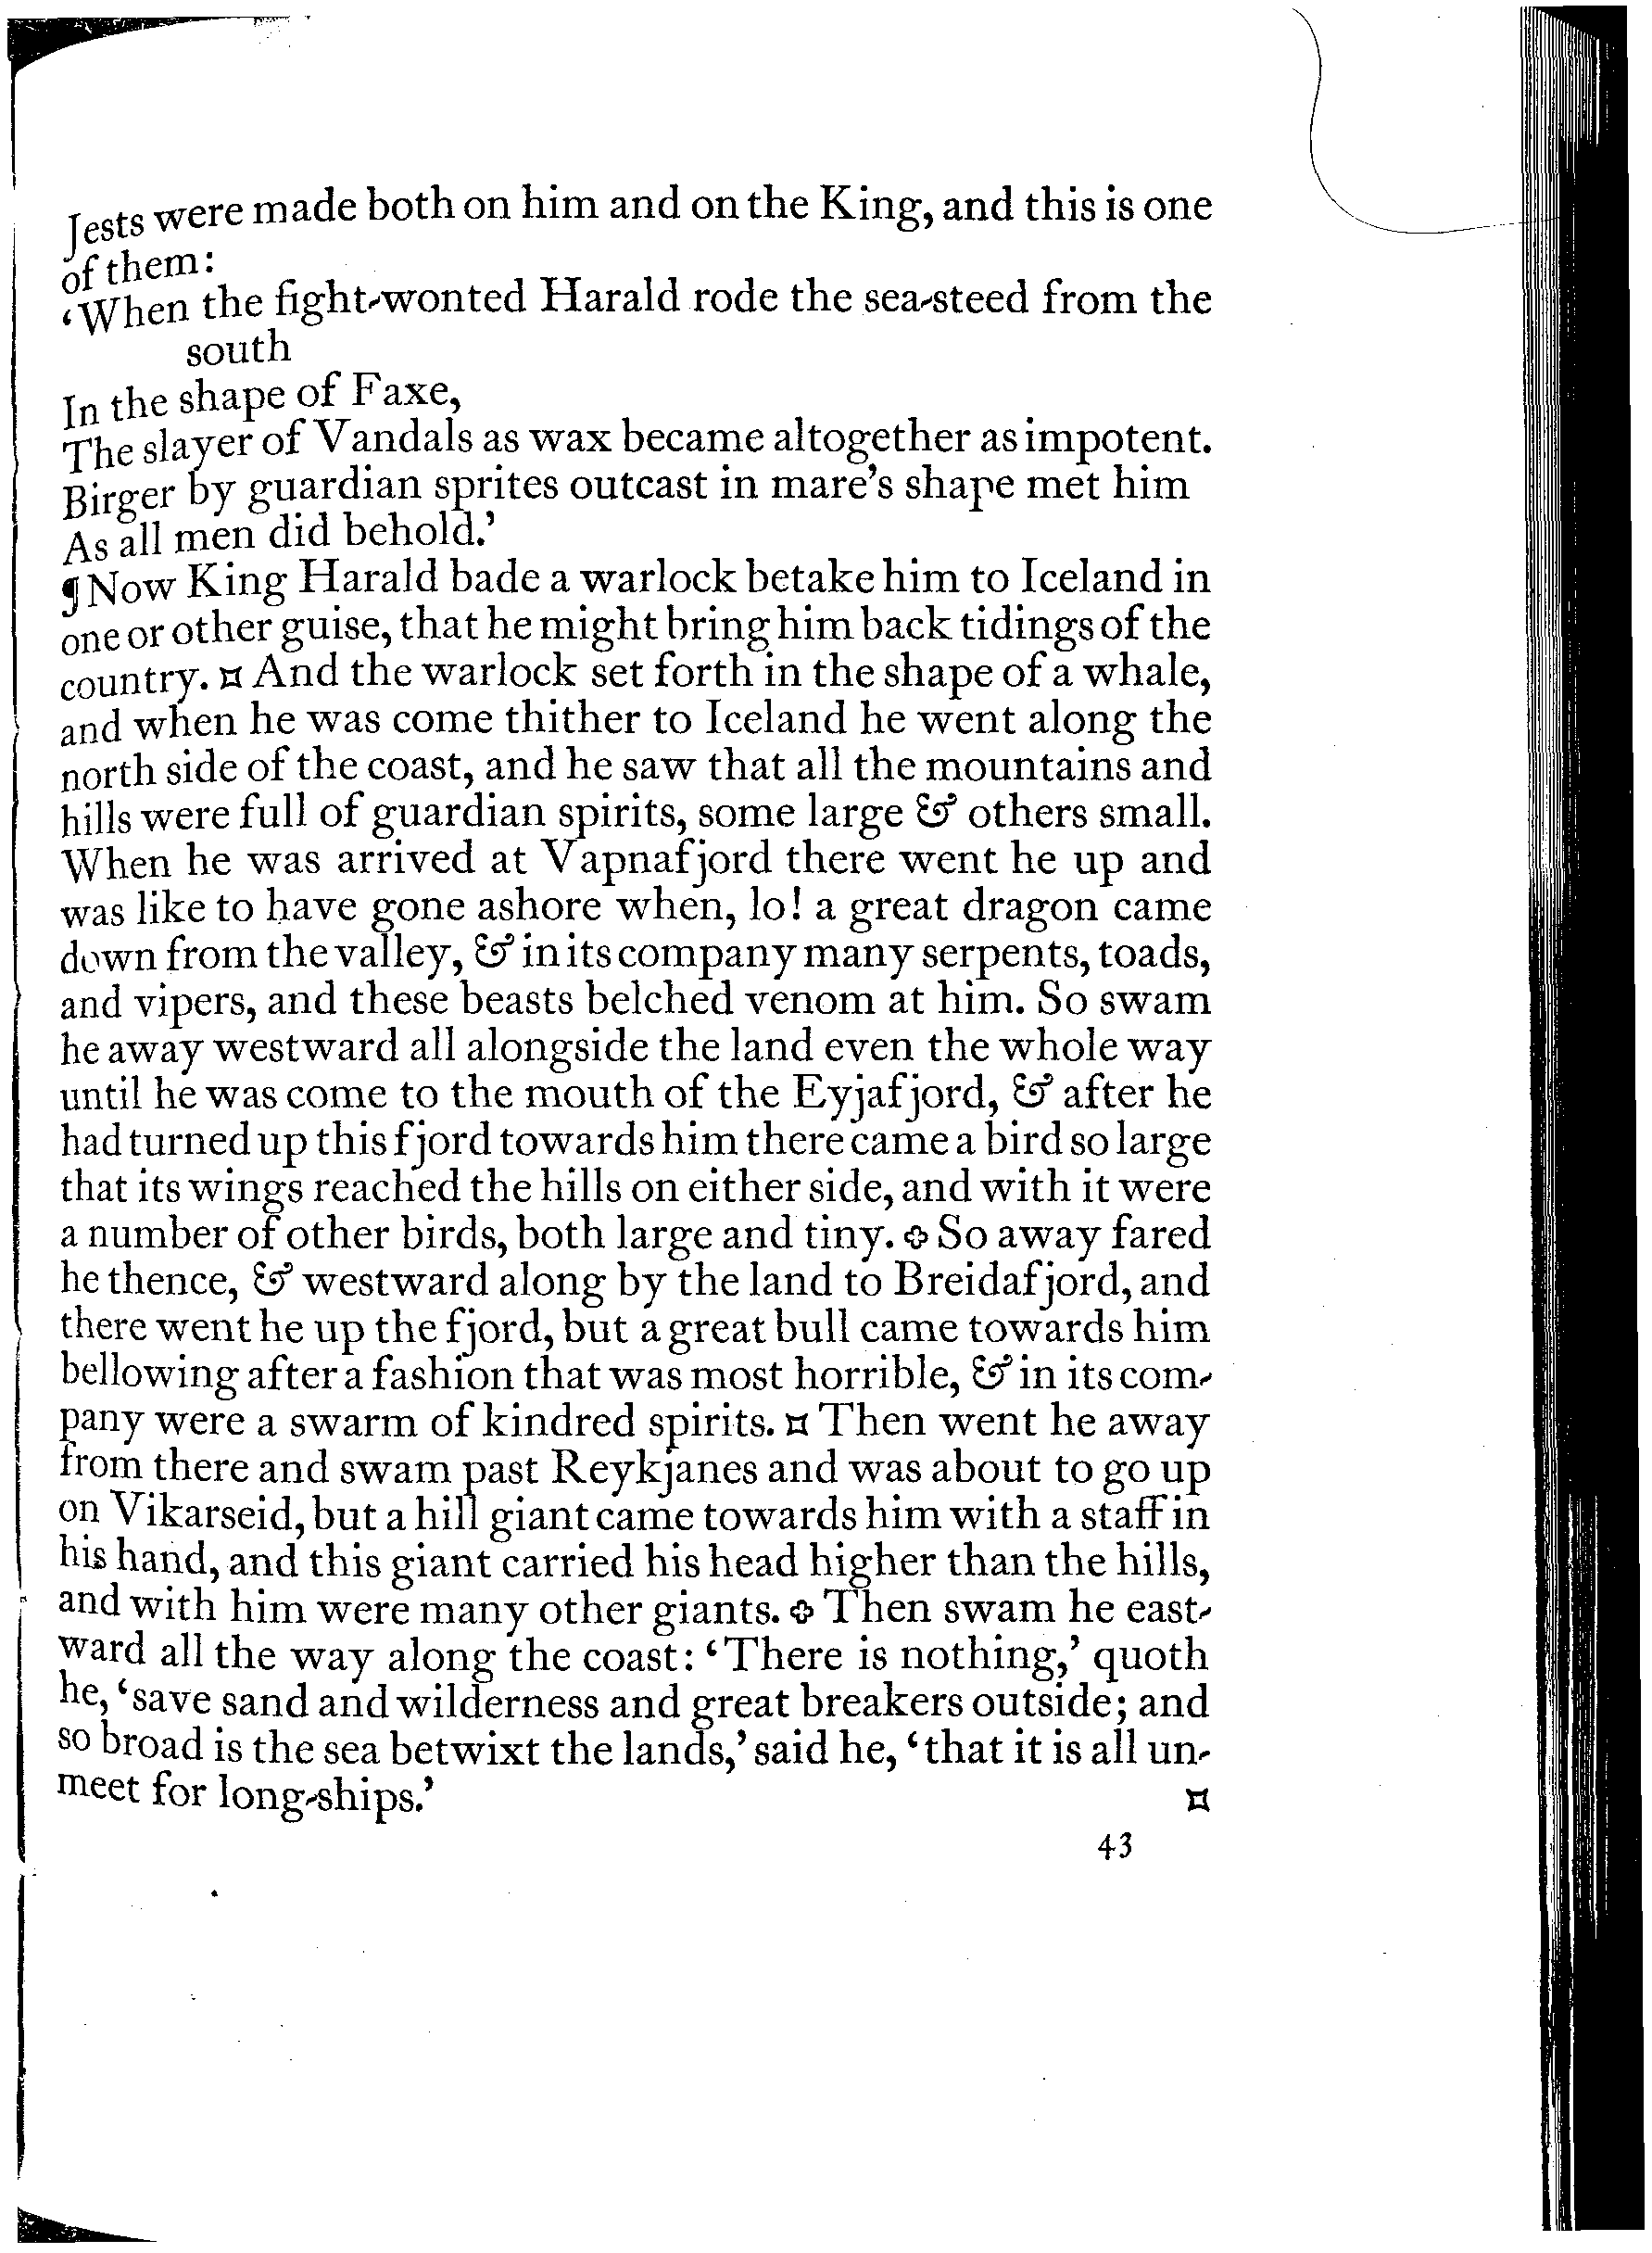 Jests were made both on him and on the King, and this is one
of them:
‘When the fight-wonted Harald rode the sea-steed from the
south
In the shape of Faxe,
The slayer of Vandals as wax became altogether as impotent.
Birger by guardian sprites outcast in mare’s shape met him
As all men did behold.’
¶ Now King Harald bade a warlock betake him to Iceland in
one or other guise, that he might bring him back tidings of the
country. ¤ And the warlock set forth in the shape of a whale,
and when he was come thither to Iceland he went along the
north side of the coast, and he saw that all the mountains and
hills were full of guardian spirits, some large & others small.
When he was arrived at Vapnafjord there went he up and
was like to have gone ashore when, lo! a great dragon came
down from the valley, & in its company many serpents, toads,
and vipers, and these beasts belched venom at him. So swam
he away westward all alongside the land even the whole way
until he was come to the mouth of the Eyjafjord, & after he
had turned up this fjord towards him there came a bird so large
that its wings reached the hills on either side, and with it were
a number of other birds, both large and tiny. ✣ So away fared
he thence, & westward along by the land to Breidafjord, and
there went he up the fjord, but a great bull came towards him
bellowing after a fashion that was most horrible, & in its com-
pany were a swarm of kindred spirits. ¤ Then went he away
from there and swam past Reykjanes and was about to go up
on Vikarseid, but a hill giant came towards him with a staff in
his hand, and this giant carried his head higher than the hills,
and with him were many other giants. ✣ Then swam he east-
ward all the way along the coast: ‘There is nothing,’ quoth
he, ‘save sand and wilderness and great breakers outside; and
so broad is the sea betwixt the lands,’ said he, ‘that it is all un-
meet for long-ships.’ ¤
43